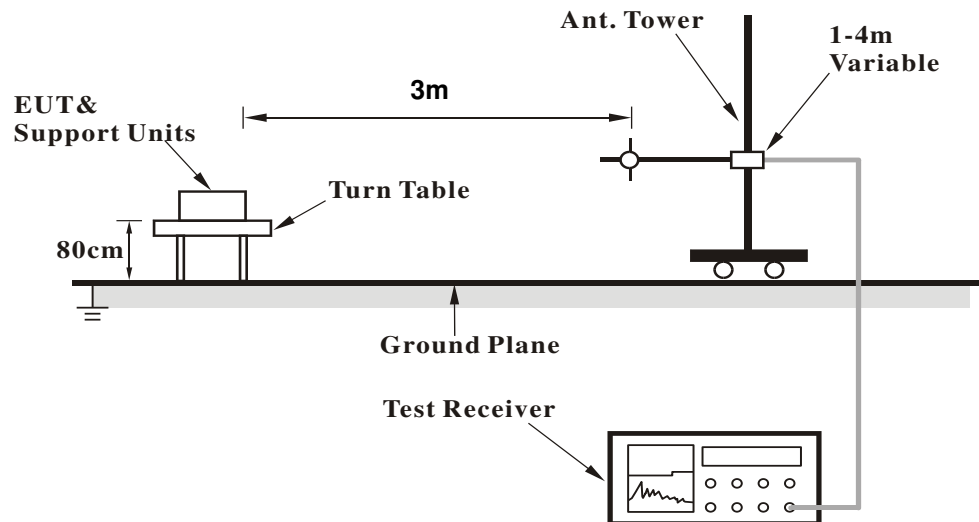 Ant. Tower
1-4m
Variable
3m
EUT&
Support Units
Turn Table
80cm
Ground Plane
Test Receiver